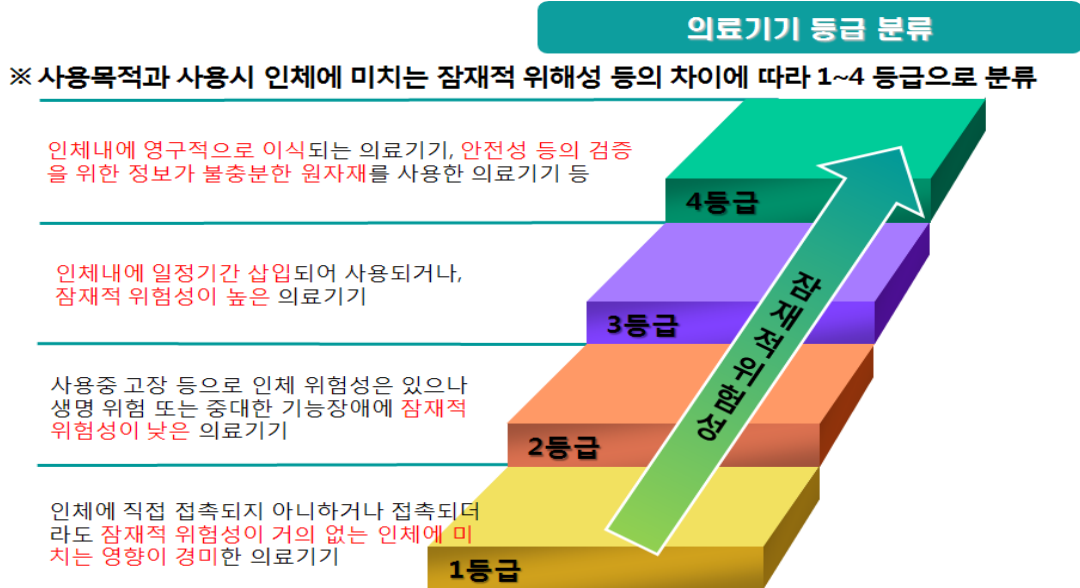 의료기기 등급 분류
※ 사용목적과 사용시 인체에 미치는 잠재적 위해성 등의 차이에 따라 1~4 등급으로 분류
인체내에 영구적으로 이식되는 의료기기, 안전성 등의 검증
을 위한 정보가 불충분한 원자재를 사용한 의료기기 등
4등급
인체내에 일정기간 삽입되어 사용되거나,
잠재적 위험성이 높은 의료기기
3등급
사용중 고장 등으로 인체 위험성은 있으나
생명 위험 또는 중대한 기능장애에 잠재적
위험성이 낮은 의료기기
2등급
인체에 직접 접촉되지 아니하거나 접촉되더
라도 잠재적 위험성이 거의 없는 인체에 미
치는 영향이 경미한 의료기기
1등급
잠재적위험성